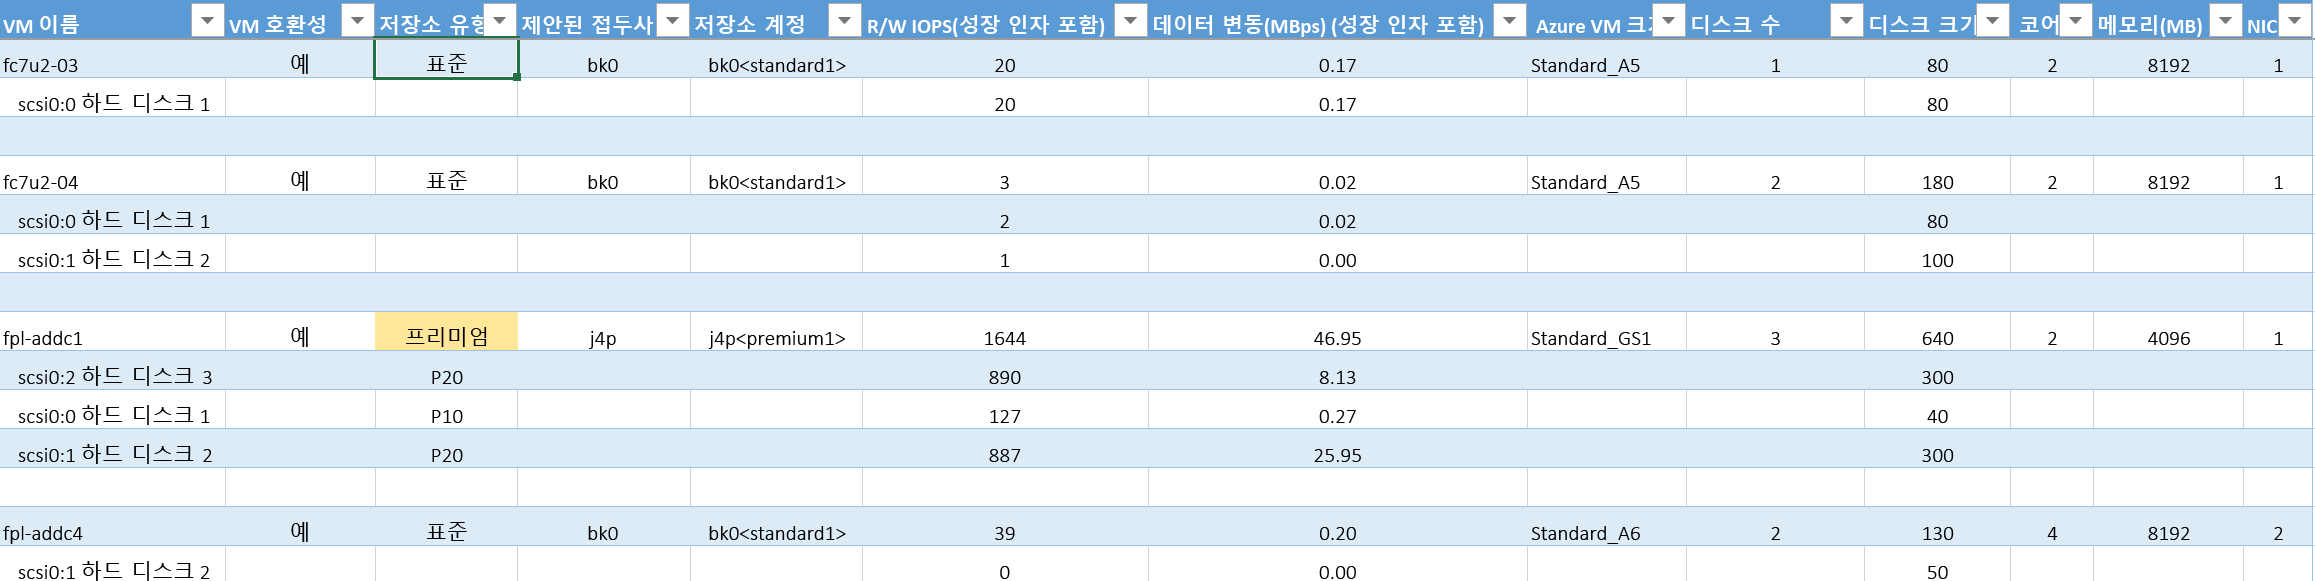 VM 이름 VM 호환성 저장소 유형 제안된 접두사 저장소 계정 R/W IOPS(성장 인자 포함) 데이터 변동(MBps) (성장 인자 포함) Azure VM 크기 디스크 수 디스크 크기 코어 메모리(MB) NIC
fc7u2-03 예 표준 bk0 bk0<standard1> 20 0.17 Standard_A5 1 80 2 8192 1
scsi0:0 하드 디스크 1 20 0.17 80
fc7u2-04 예 표준 bk0 bk0<standard1> 3 0.02 Standard_A5 2 180 2 8192 1
scsi0:0 하드 디스크 1 2 0.02 80
scsi0:1 하드 디스크 2 1 0.00 100
fpl-addc1 예 프리미엄 j4p j4p<premium1> 1644 46.95 Standard_GS1 3 640 2 4096 1
scsi0:2 하드 디스크 3 P20 890 8.13 300
scsi0:0 하드 디스크 1 P10 127 0.27 40
scsi0:1 하드 디스크 2 P20 887 25.95 300
fpl-addc4 예 표준 bk0 bk0<standard1> 39 0.20 Standard_A6 2 130 4 8192 2
scsi0:1 하드 디스크 2 0 0.00 50